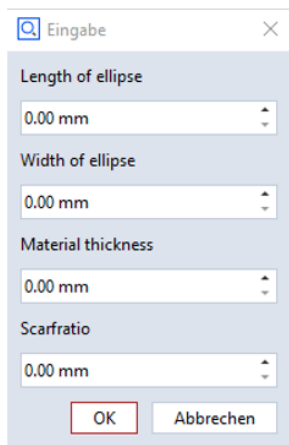 Eingabe
Length of ellipse
0.00 mm
Width of ellipse
0.00 mm
Material thickness
0.00 mm
Scarfratio
0.00 mm
OK Abbrechen